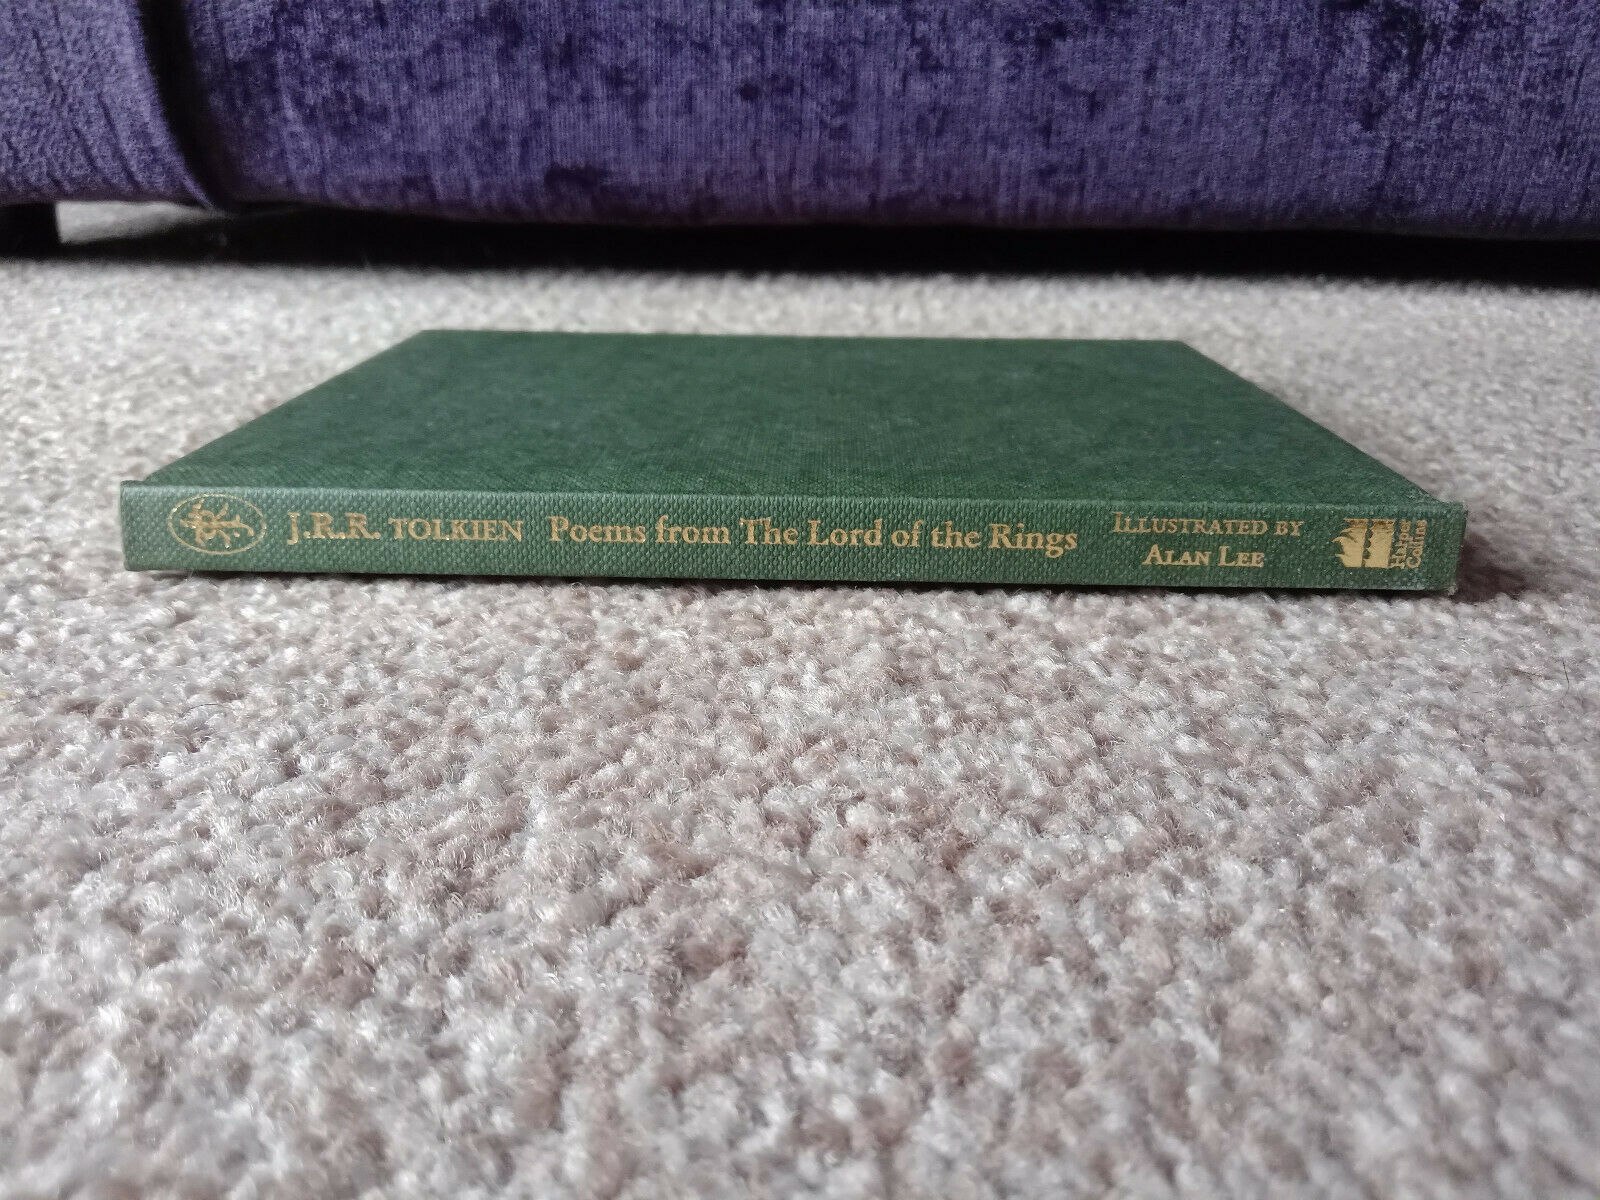 J.R.R. TOLKIEN Poems from The Lord of the Rings
ILLUSTRATED BY
ALAN LEE
Harper
Collins